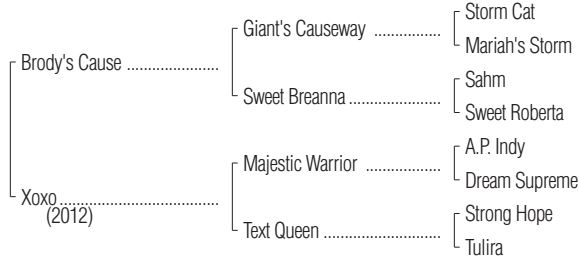 Storm Cat
Giant's Causeway ..................
Mariah's Storm
Brody's Cause .........................
Sahm
Sweet Breanna .........................
Sweet Roberta
A.P. Indy
Majestic Warrior .....................
Dream Supreme
Xoxo ...........................................
(2012)
Strong Hope
Text Queen ................................
Tulira